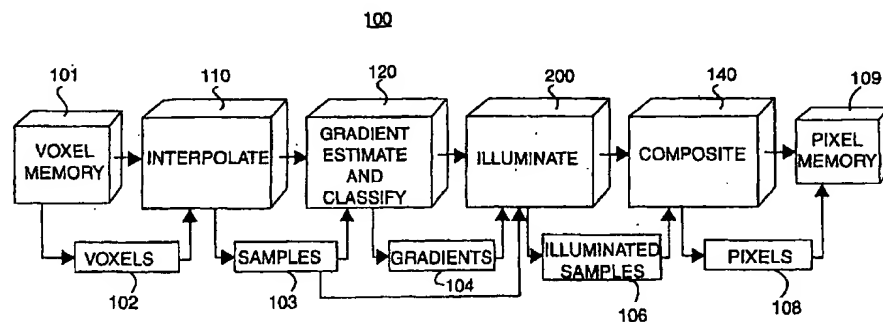 100
101
110
120
200
140
109
VOXEL
MEMORY
INTERPOLATE
GRADIENT
ESTIMATE
AND
CLASSIFY
ILLUMINATE
COMPOSITE
PIXEL
MEMORY
VOXELS
SAMPLES
GRADIENTS
ILLUMINATED
SAMPLES
PIXELS
102
103
104
106
108